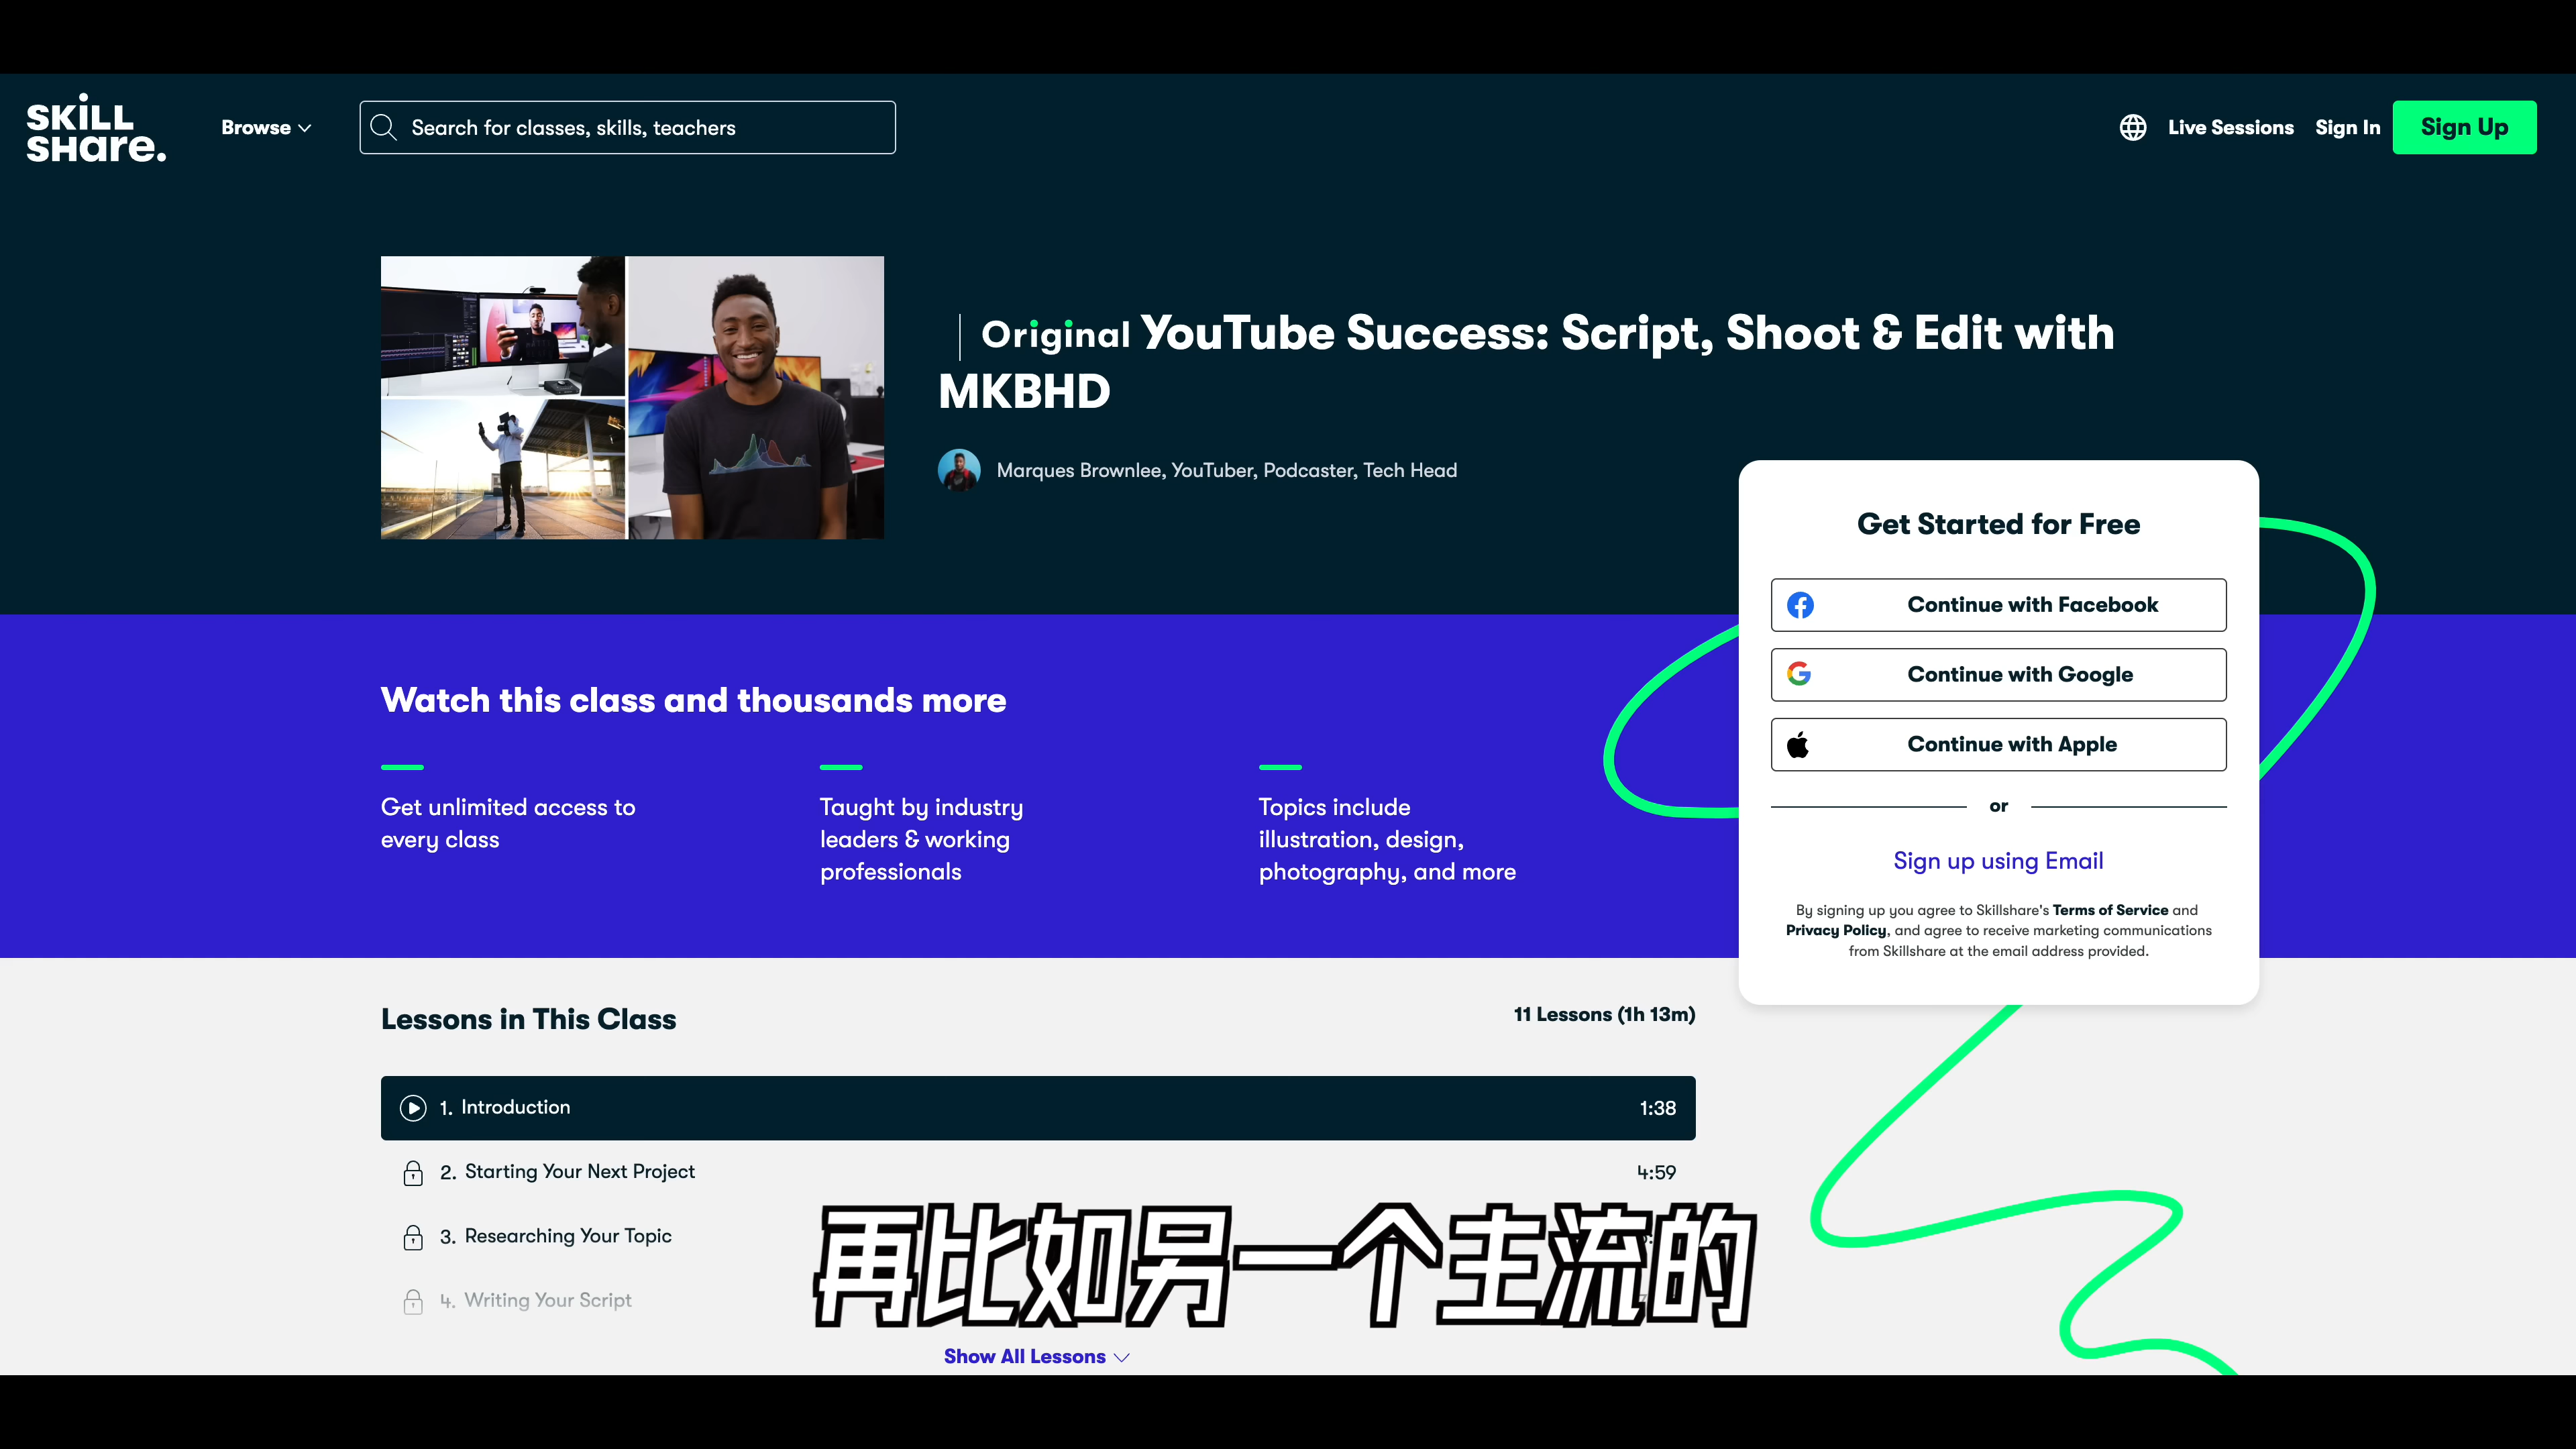 SKILL
SHare.
Browse
Search for classes, skills, teachers
Live Sessions
Sign In
Sign Up
Original YouTube Success: Script, Shoot & Edit with
MKBHD
Marques Brownlee, YouTuber, Podcaster, Tech Head
Get Started for Free
Continue with Facebook
Continue with Google
Continue with Apple
or
Sign up using Email
By signing up you agree to Skillshare's Terms of Service and
Privacy Policy, and agree to receive marketing communications
from Skillshare at the email address provided.
Watch this class and thousands more
Get unlimited access to
every class
Taught by industry
leaders & working
professionals
Topics include
illustration, design,
photography, and more
Lessons in This Class
11 Lessons (1h 13m)
1. Introduction
1:38
2. Starting Your Next Project
4:59
3. Researching Your Topic
4. Writing Your Script
再比如另一个主流的
Show All Lessons